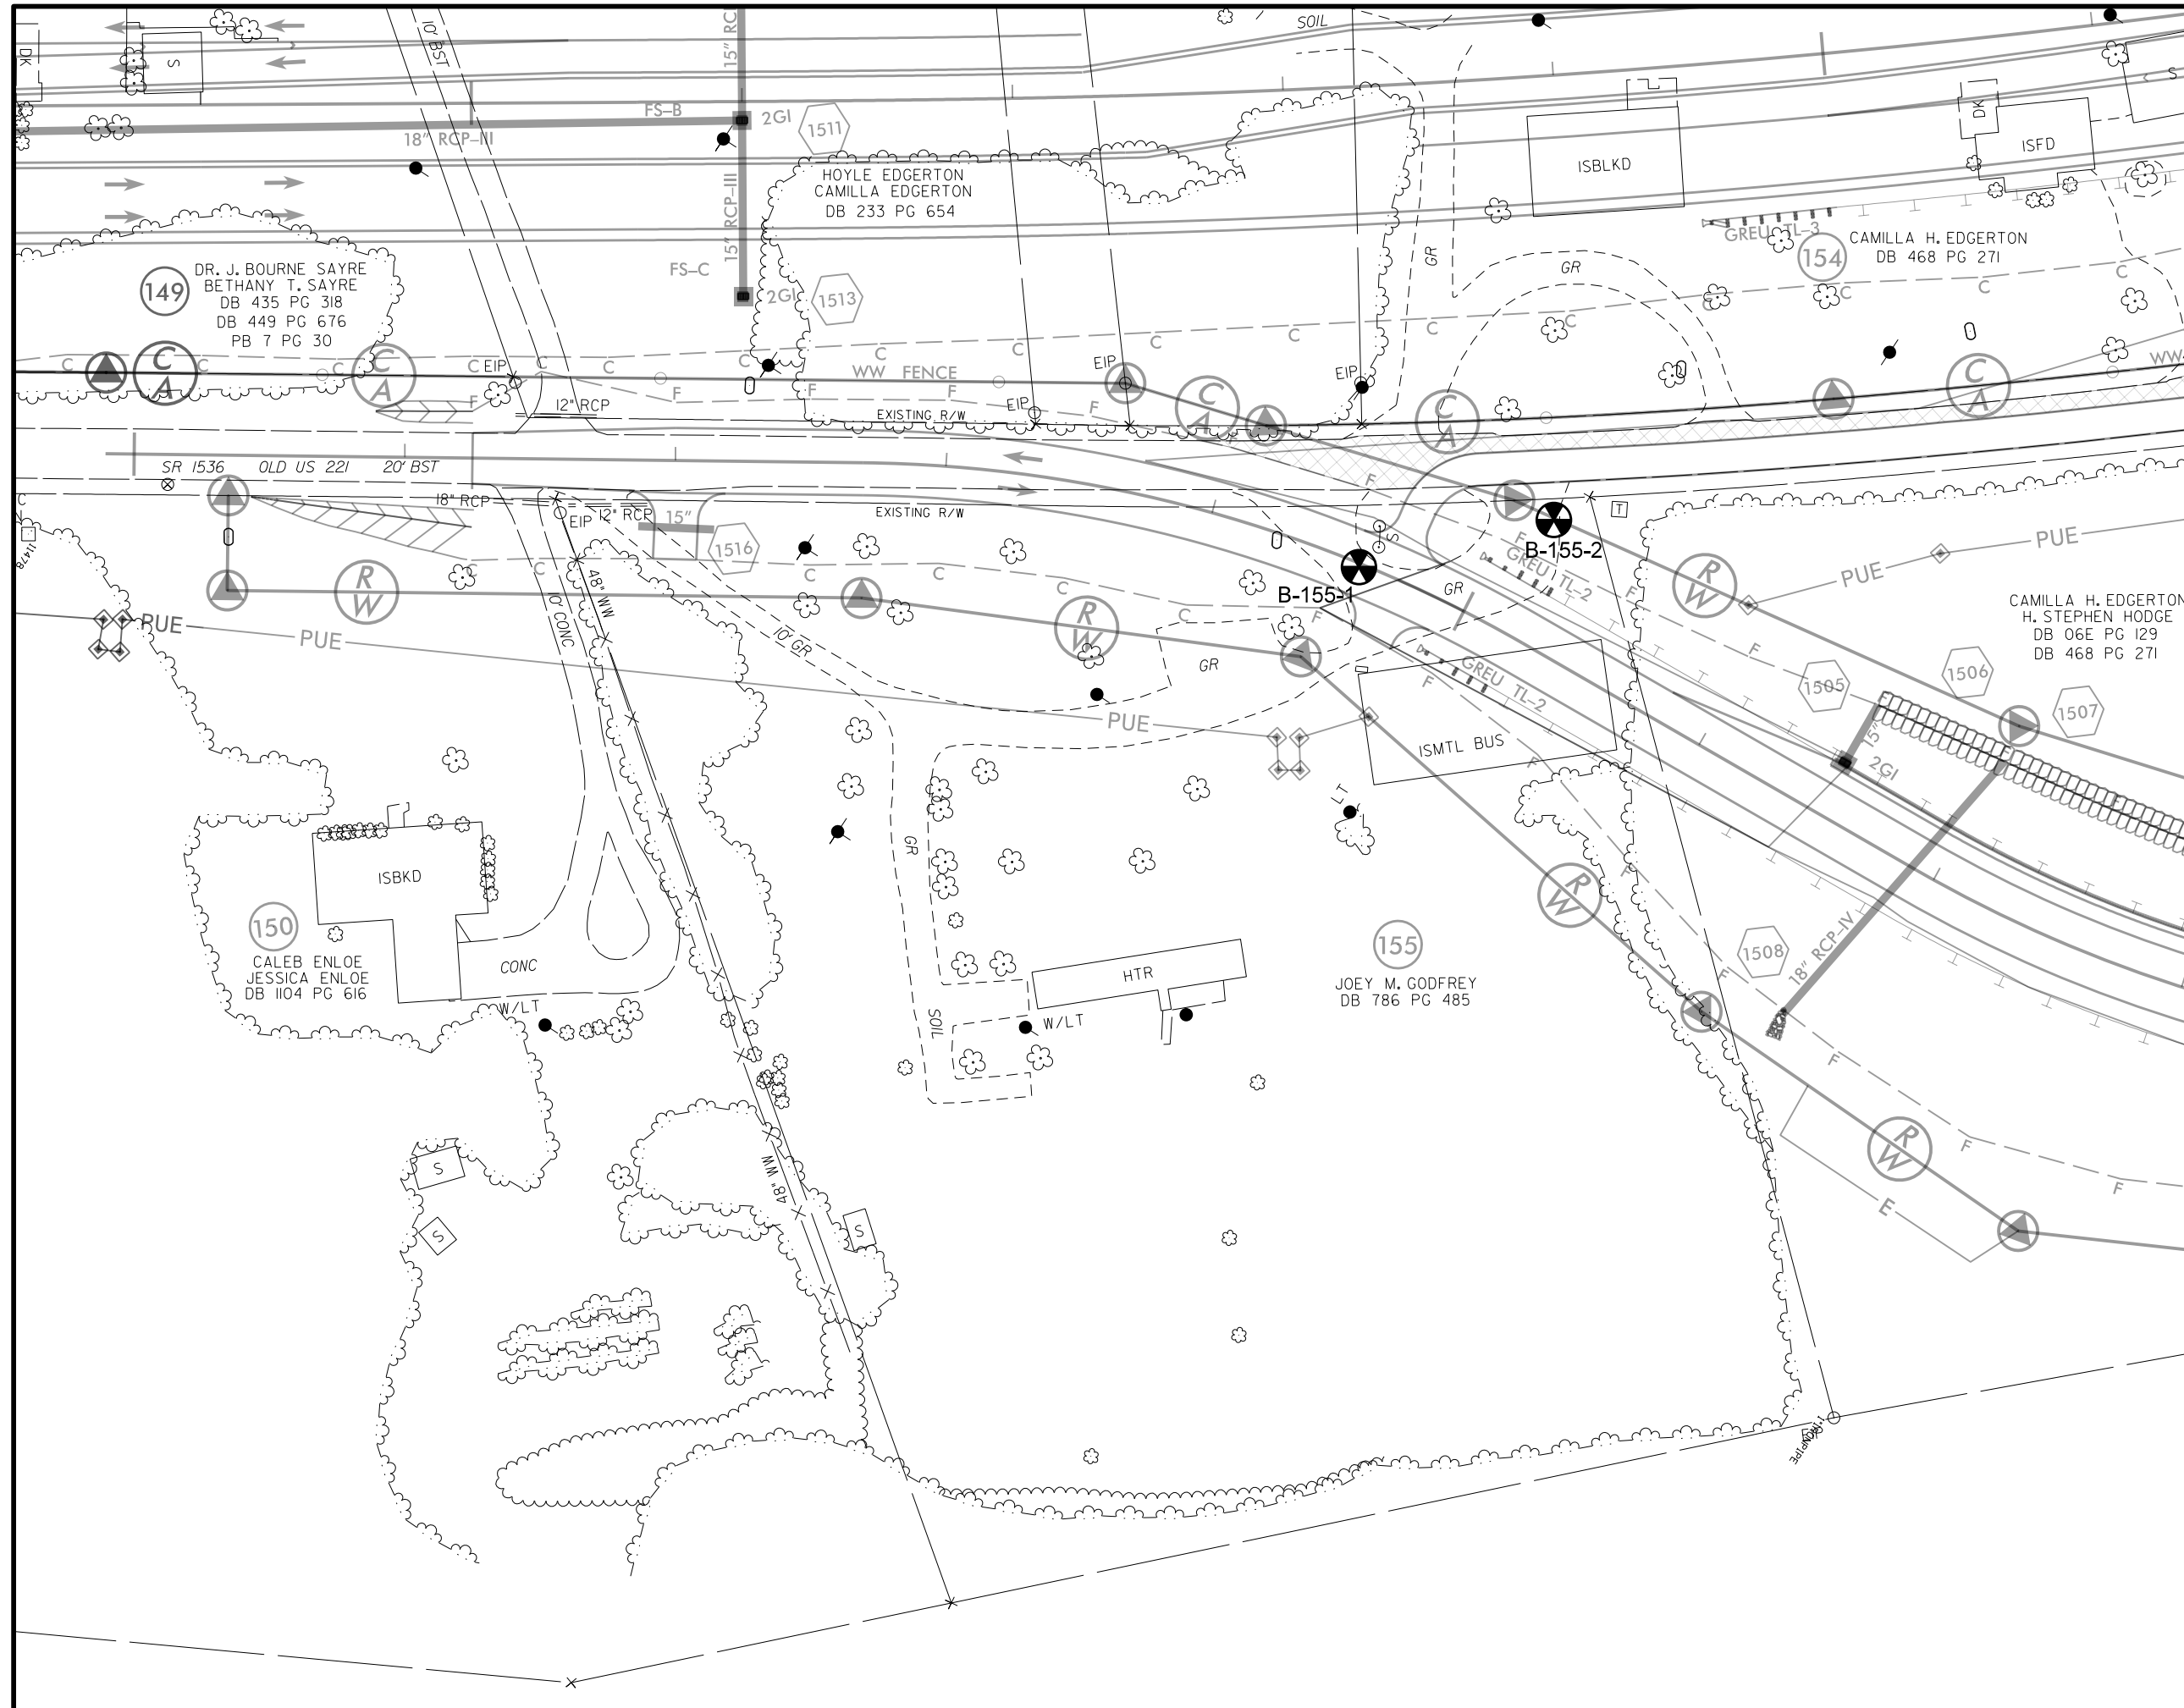 DK
S
10' BST
15" RC
SOIL
S
FS-B
2GI
1511
18" RCP-III
HOYLE EDGERTON
CAMILLA EDGERTON
DB 233 PG 654
15" RCP-III
FS-C
2GI
1513
ISBLKD
DK
ISFD
GR
GR
GREU TL-3
154
CAMILLA H. EDGERTON
DB 468 PG 271
149
DR. J. BOURNE SAYRE
BETHANY T. SAYRE
DB 435 PG 318
DB 449 PG 676
PB 7 PG 30
C
A
C
A
EIP
WW FENCE
EIP
EIP
EIP
C
A
C
A
C
A
WW
12" RCP
EXISTING R/W
SR 1536 OLD US 221 20' BST
18" RCP
EIP
12" RCP
15"
1516
EXISTING R/W
S
T
B-155-2
B-155-1
GREU TL-2
GR
R
W
R
W
R
W
PUE
PUE
PUE
PUE
PUE
11478
48" WW
10' CONC
10' GR
GR
CAMILLA H. EDGERTON
H. STEPHEN HODGE
DB 06E PG 129
DB 468 PG 271
GREU TL-2
ISMTL BUS
1505
1506
1507
15"
2GI
LT
GR
ISBKD
150
CALEB ENLOE
JESSICA ENLOE
DB 1104 PG 616
CONC
W/LT
SOIL
HTR
W/LT
155
JOEY M. GODFREY
DB 786 PG 485
R
W
1508
18" RCP-IV
R
W
E
S
S
S
48" WW
1" IRONPIPE